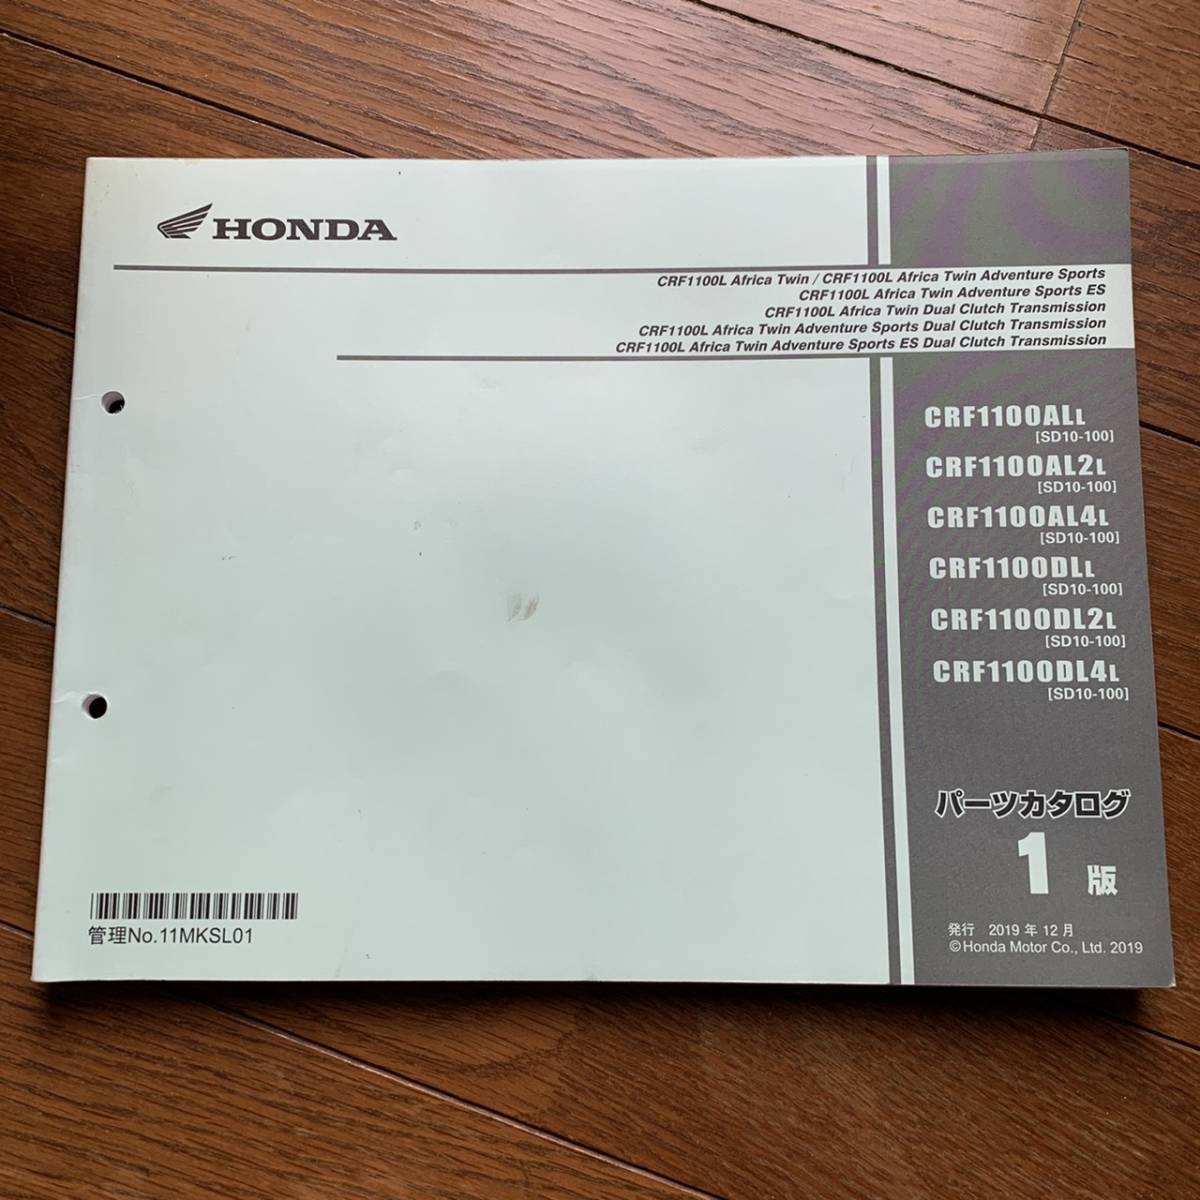 HONDA
CRF1100L Africa Twin / CRF1100L Africa Twin Adventure Sports
CRF1100L Africa Twin Adventure Sports ES
CRF1100L Africa Twin Dual Clutch Transmission
CRF1100L Africa Twin Adventure Sports Dual Clutch Transmission
CRF1100L Africa Twin Adventure Sports ES Dual Clutch Transmission
CRF1100ALL
[SD10-100]
CRF1100AL2L
[SD10-100]
CRF1100AL4L
[SD10-100]
CRF1100DLL
[SD10-100]
CRF1100DL2L
[SD10-100]
CRF1100DL4L
[SD10-100]
パーツカタログ
1 版
発行 2019 年 12 月
©Honda Motor Co., Ltd. 2019
管理No.11MKSL01